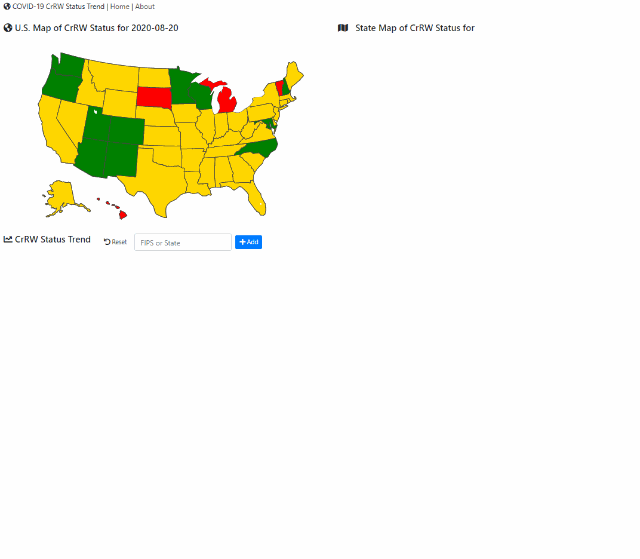 COVID-19 CrRW Status Trend | Home | About
U.S. Map of CrRW Status for 2020-08-20
State Map of CrRW Status for
CrRW Status Trend
Reset
FIPS or State
Add